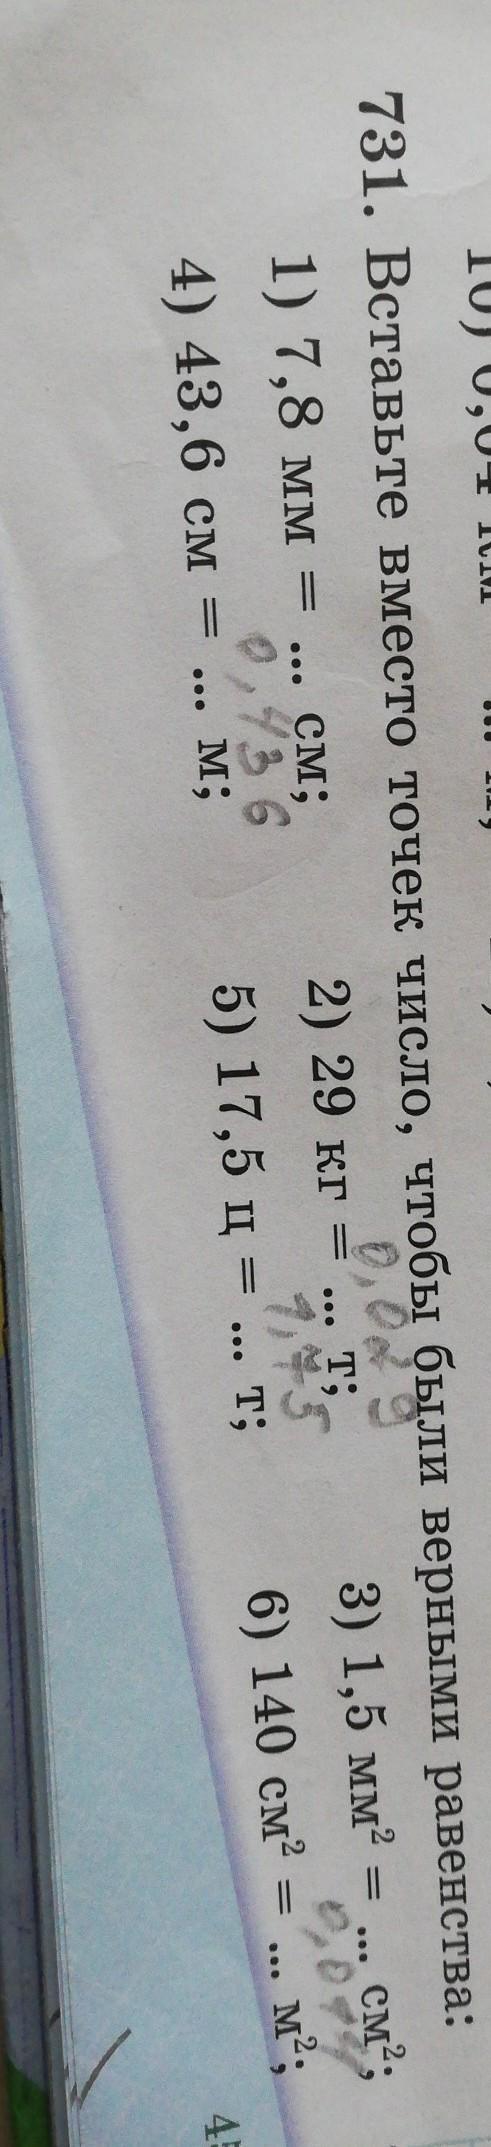 731. Вставьте вместо точек число, чтобы были верными равенства:
0,029
1) 7,8 мм = ... см; 2) 29 кг = ... т; 3) 1,5 мм² = ... см²;
0,436 1,75 0,014
4) 43,6 см = ... м; 5) 17,5 ц = ... т; 6) 140 см² = ... м²;